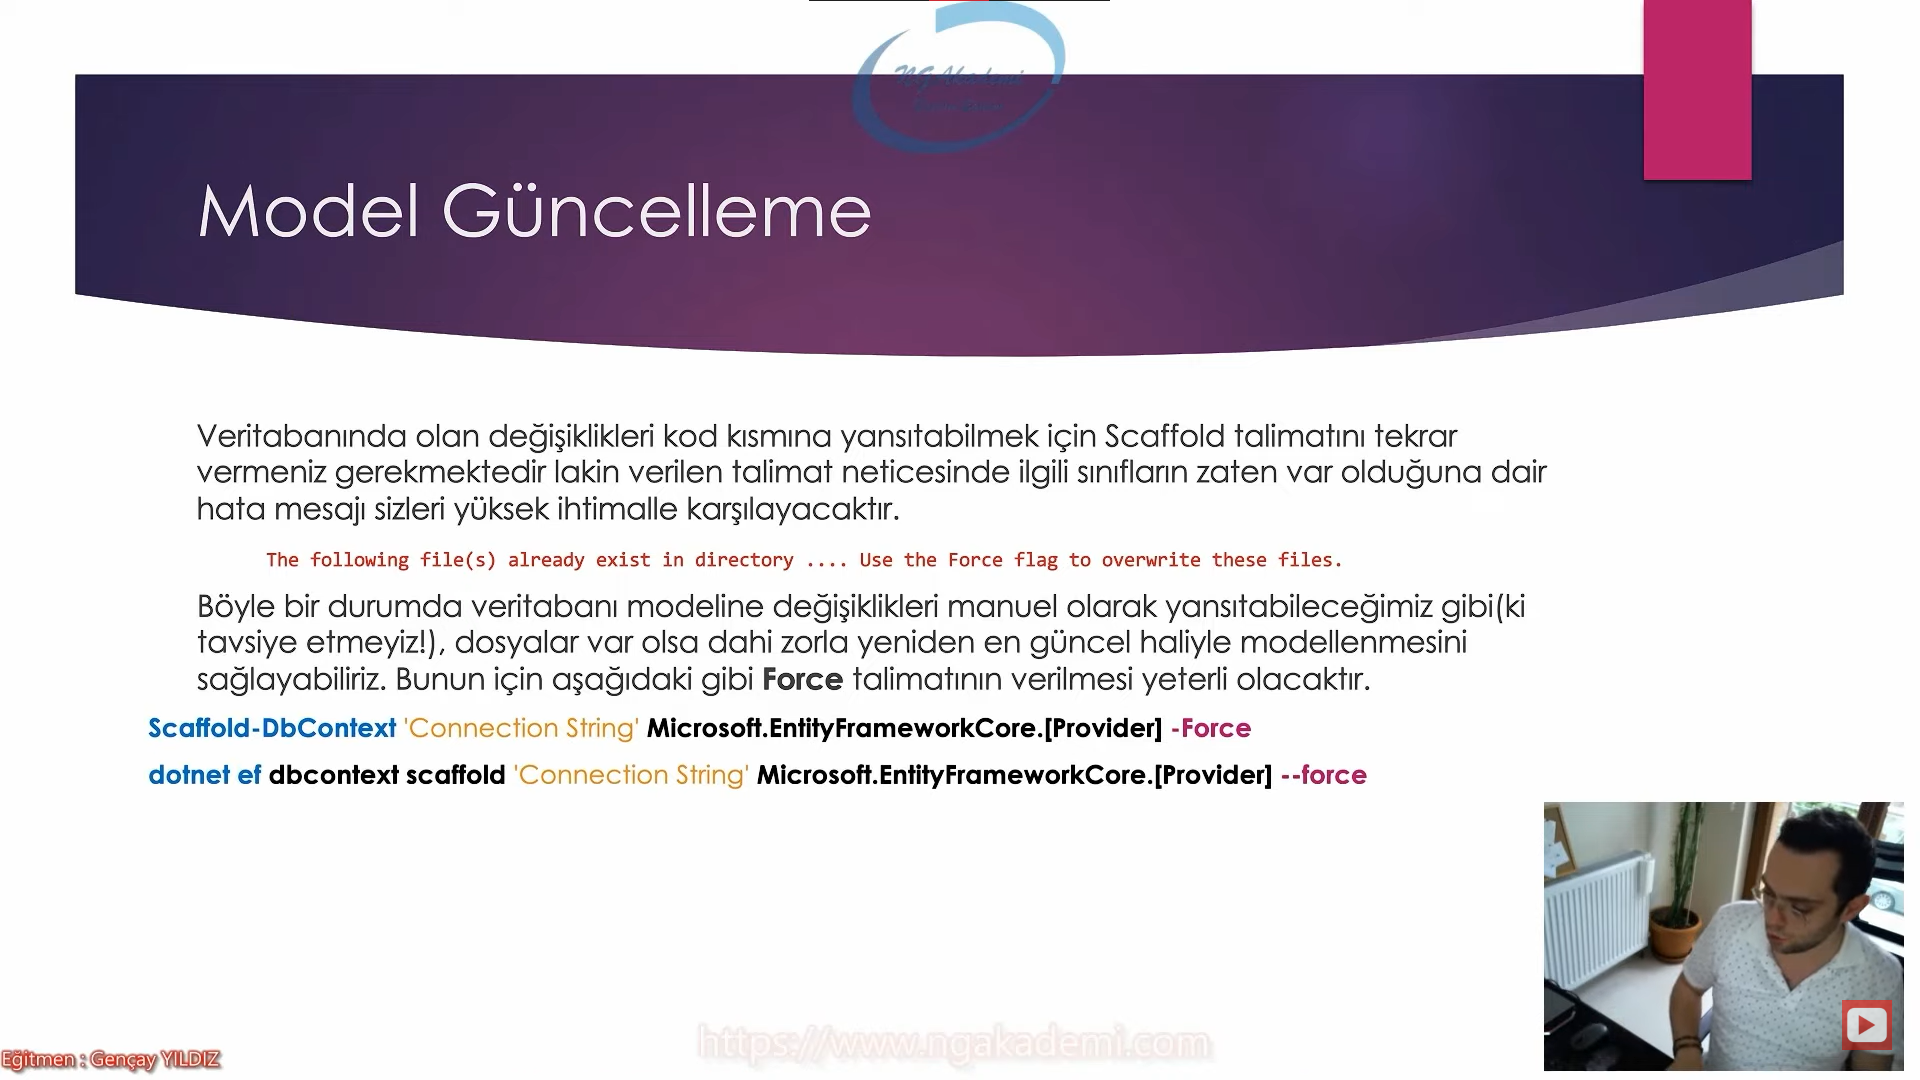 NGAkademi
Model Güncelleme
Veritabanında olan değişiklikleri kod kısmına yansıtabilmek için Scaffold talimatını tekrar
vermeniz gerekmektedir lakin verilen talimat neticesinde ilgili sınıfların zaten var olduğuna dair
hata mesajı sizleri yüksek ihtimalle karşılayacaktır.
The following file(s) already exist in directory .... Use the Force flag to overwrite these files.
Böyle bir durumda veritabanı modeline değişiklikleri manuel olarak yansıtabileceğimiz gibi(ki
tavsiye etmeyiz!), dosyalar var olsa dahi zorla yeniden en güncel haliyle modellenmesini
sağlayabiliriz. Bunun için aşağıdaki gibi Force talimatının verilmesi yeterli olacaktır.
Scaffold-DbContext 'Connection String' Microsoft.EntityFrameworkCore.[Provider] -Force
dotnet ef dbcontext scaffold 'Connection String' Microsoft.EntityFrameworkCore.[Provider] --force
https://www.ngakademi.com
Eğitmen : Gençay YILDIZ